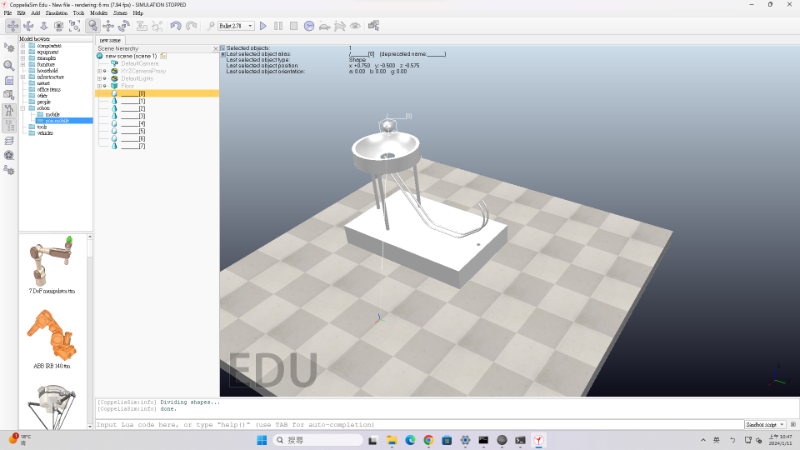 CoppeliaSim Edu - New file - rendering: 6 ms (7.94 fps) - SIMULATION STOPPED
File Edit Add Simulation Tools Modules Scenes Help
Bullet 2.78
Model browser
components
equipment
examples
furniture
household
infrastructure
nature
office items
other
people
robots
mobile
non-mobile
tools
vehicles
7 DoF manipulator.ttm
ABB IRB 140.ttm
new scene
Scene hierarchy
new scene (scene 1)
DefaultCamera
XYZCameraProxy
DefaultLights
Floor
______[0]
______[1]
______[2]
______[3]
______[4]
______[5]
______[6]
______[7]
Selected objects: 1
Last selected object alias: /______[0] (deprecated name:______)
Last selected object type: Shape
Last selected object position: x: +0.750 y: -0.500 z: -0.575
Last selected object orientation: a: 0.00 b: 0.00 g: 0.00
[0]
EDU
[CoppeliaSim:info] Dividing shapes...
[CoppeliaSim:info] done.
Input Lua code here, or type "help()" (use TAB for auto-completion)
Sandbox script
搜尋
上午 10:47
2024/1/11